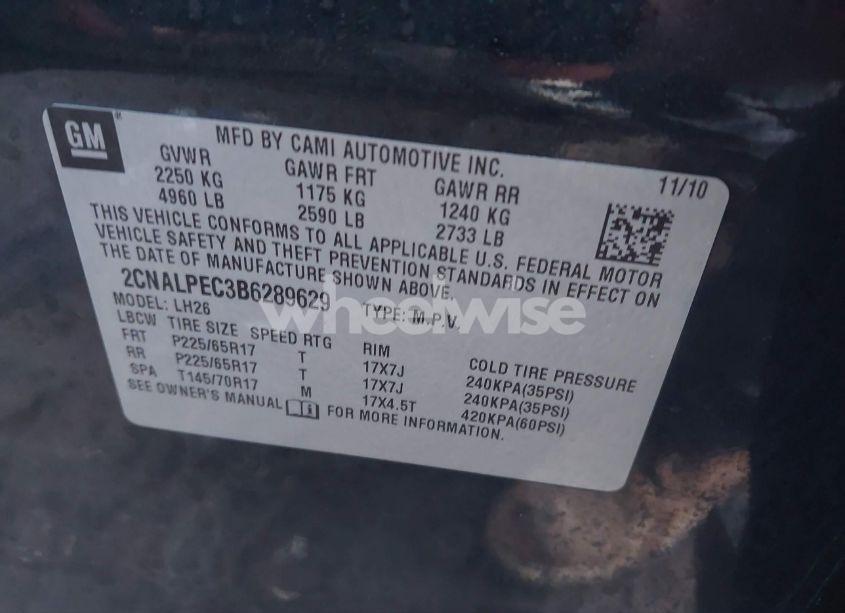 GM®
MFD BY CAMI AUTOMOTIVE INC.
11/10
GVWR GAWR FRT GAWR RR
2250 KG 1175 KG 1240 KG
4960 LB 2590 LB 2733 LB
THIS VEHICLE CONFORMS TO ALL APPLICABLE U.S. FEDERAL MOTOR
VEHICLE SAFETY AND THEFT PREVENTION STANDARDS IN EFFECT ON
THE DATE OF MANUFACTURE SHOWN ABOVE.
2CNALPEC3B6289629 TYPE: M.P.V.
MODEL: LH26
LBCW TIRE SIZE SPEED RTG RIM COLD TIRE PRESSURE
FRT P225/65R17 T 17X7J 240KPA(35PSI)
RR P225/65R17 T 17X7J 240KPA(35PSI)
SPA T145/70R17 M 17X4.5T 420KPA(60PSI)
SEE OWNER'S MANUAL FOR MORE INFORMATION.
wheelwise